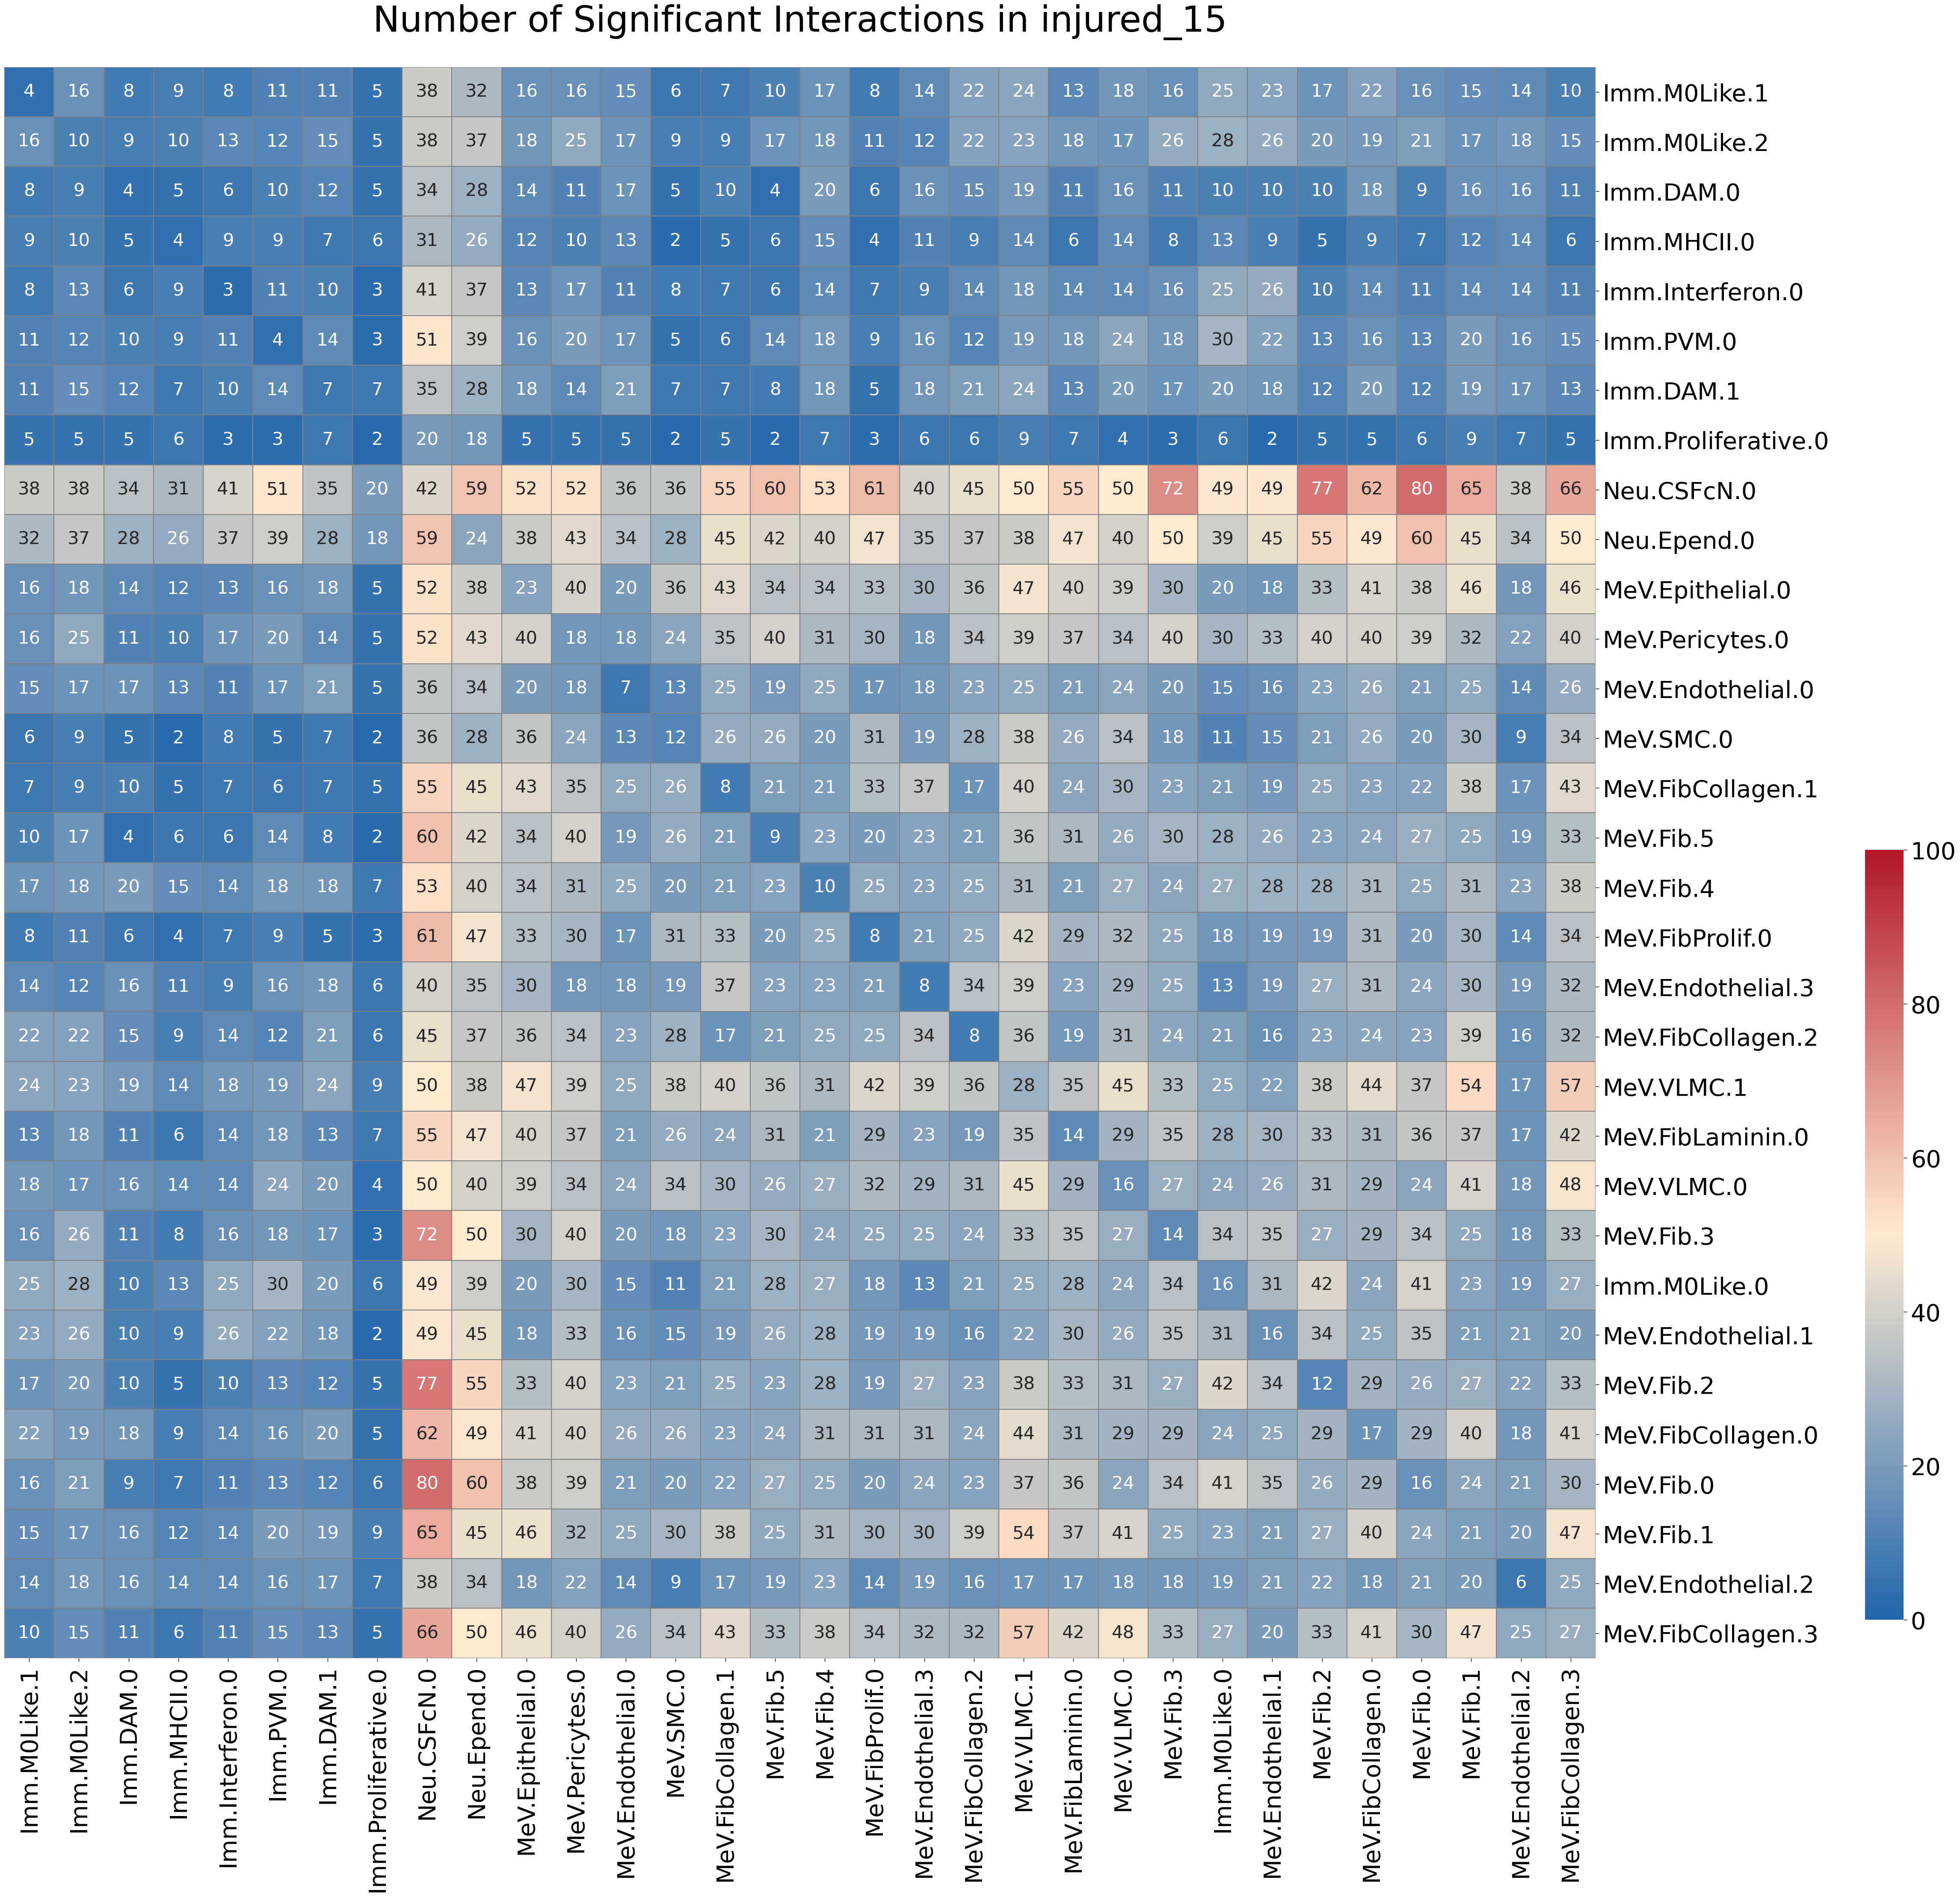 Number of Significant Interactions in injured_15
4 16 8 9 8 11 11 5 38 32 16 16 15 6 7 10 17 8 14 22 24 13 18 16 25 23 17 22 16 15 14 10 Imm.M0Like.1
16 10 9 10 13 12 15 5 38 37 18 25 17 9 9 17 18 11 12 22 23 18 17 26 28 26 20 19 21 17 18 15 Imm.M0Like.2
8 9 4 5 6 10 12 5 34 28 14 11 17 5 10 4 20 6 16 15 19 11 16 11 10 10 10 18 9 16 16 11 Imm.DAM.0
9 10 5 4 9 9 7 6 31 26 12 10 13 2 5 6 15 4 11 9 14 6 14 8 13 9 5 9 7 12 14 6 Imm.MHCII.0
8 13 6 9 3 11 10 3 41 37 13 17 11 8 7 6 14 7 9 14 18 14 14 16 25 26 10 14 11 14 14 11 Imm.Interferon.0
11 12 10 9 11 4 14 3 51 39 16 20 17 5 6 14 18 9 16 12 19 18 24 18 30 22 13 16 13 20 16 15 Imm.PVM.0
11 15 12 7 10 14 7 7 35 28 18 14 21 7 7 8 18 5 18 21 24 13 20 17 20 18 12 20 12 19 17 13 Imm.DAM.1
5 5 5 6 3 3 7 2 20 18 5 5 5 2 5 2 7 3 6 6 9 7 4 3 6 2 5 5 6 9 7 5 Imm.Proliferative.0
38 38 34 31 41 51 35 20 42 59 52 52 36 36 55 60 53 61 40 45 50 55 50 72 49 49 77 62 80 65 38 66 Neu.CSFcN.0
32 37 28 26 37 39 28 18 59 24 38 43 34 28 45 42 40 47 35 37 38 47 40 50 39 45 55 49 60 45 34 50 Neu.Epend.0
16 18 14 12 13 16 18 5 52 38 23 40 20 36 43 34 34 33 30 36 47 40 39 30 20 18 33 41 38 46 18 46 MeV.Epithelial.0
16 25 11 10 17 20 14 5 52 43 40 18 18 24 35 40 31 30 18 34 39 37 34 40 30 33 40 40 39 32 22 40 MeV.Pericytes.0
15 17 17 13 11 17 21 5 36 34 20 18 7 13 25 19 25 17 18 23 25 21 24 20 15 16 23 26 21 25 14 26 MeV.Endothelial.0
6 9 5 2 8 5 7 2 36 28 36 24 13 12 26 26 20 31 19 28 38 26 34 18 11 15 21 26 20 30 9 34 MeV.SMC.0
7 9 10 5 7 6 7 5 55 45 43 35 25 26 8 21 21 33 37 17 40 24 30 23 21 19 25 23 22 38 17 43 MeV.FibCollagen.1
10 17 4 6 6 14 8 2 60 42 34 40 19 26 21 9 23 20 23 21 36 31 26 30 28 26 23 24 27 25 19 33 MeV.Fib.5
17 18 20 15 14 18 18 7 53 40 34 31 25 20 21 23 10 25 23 25 31 21 27 24 27 28 28 31 25 31 23 38 MeV.Fib.4
8 11 6 4 7 9 5 3 61 47 33 30 17 31 33 20 25 8 21 25 42 29 32 25 18 19 19 31 20 30 14 34 MeV.FibProlif.0
14 12 16 11 9 16 18 6 40 35 30 18 18 19 37 23 23 21 8 34 39 23 29 25 13 19 27 31 24 30 19 32 MeV.Endothelial.3
22 22 15 9 14 12 21 6 45 37 36 34 23 28 17 21 25 25 34 8 36 19 31 24 21 16 23 24 23 39 16 32 MeV.FibCollagen.2
24 23 19 14 18 19 24 9 50 38 47 39 25 38 40 36 31 42 39 36 28 35 45 33 25 22 38 44 37 54 17 57 MeV.VLMC.1
13 18 11 6 14 18 13 7 55 47 40 37 21 26 24 31 21 29 23 19 35 14 29 35 28 30 33 31 36 37 17 42 MeV.FibLaminin.0
18 17 16 14 14 24 20 4 50 40 39 34 24 34 30 26 27 32 29 31 45 29 16 27 24 26 31 29 24 41 18 48 MeV.VLMC.0
16 26 11 8 16 18 17 3 72 50 30 40 20 18 23 30 24 25 25 24 33 35 27 14 34 35 27 29 34 25 18 33 MeV.Fib.3
25 28 10 13 25 30 20 6 49 39 20 30 15 11 21 28 27 18 13 21 25 28 24 34 16 31 42 24 41 23 19 27 Imm.M0Like.0
23 26 10 9 26 22 18 2 49 45 18 33 16 15 19 26 28 19 19 16 22 30 26 35 31 16 34 25 35 21 21 20 MeV.Endothelial.1
17 20 10 5 10 13 12 5 77 55 33 40 23 21 25 23 28 19 27 23 38 33 31 27 42 34 12 29 26 27 22 33 MeV.Fib.2
22 19 18 9 14 16 20 5 62 49 41 40 26 26 23 24 31 31 31 24 44 31 29 29 24 25 29 17 29 40 18 41 MeV.FibCollagen.0
16 21 9 7 11 13 12 6 80 60 38 39 21 20 22 27 25 20 24 23 37 36 24 34 41 35 26 29 16 24 21 30 MeV.Fib.0
15 17 16 12 14 20 19 9 65 45 46 32 25 30 38 25 31 30 30 39 54 37 41 25 23 21 27 40 24 21 20 47 MeV.Fib.1
14 18 16 14 14 16 17 7 38 34 18 22 14 9 17 19 23 14 19 16 17 17 18 18 19 21 22 18 21 20 6 25 MeV.Endothelial.2
10 15 11 6 11 15 13 5 66 50 46 40 26 34 43 33 38 34 32 32 57 42 48 33 27 20 33 41 30 47 25 27 MeV.FibCollagen.3
Imm.M0Like.1
Imm.M0Like.2
Imm.DAM.0
Imm.MHCII.0
Imm.Interferon.0
Imm.PVM.0
Imm.DAM.1
Imm.Proliferative.0
Neu.CSFcN.0
Neu.Epend.0
MeV.Epithelial.0
MeV.Pericytes.0
MeV.Endothelial.0
MeV.SMC.0
MeV.FibCollagen.1
MeV.Fib.5
MeV.Fib.4
MeV.FibProlif.0
MeV.Endothelial.3
MeV.FibCollagen.2
MeV.VLMC.1
MeV.FibLaminin.0
MeV.VLMC.0
MeV.Fib.3
Imm.M0Like.0
MeV.Endothelial.1
MeV.Fib.2
MeV.FibCollagen.0
MeV.Fib.0
MeV.Fib.1
MeV.Endothelial.2
MeV.FibCollagen.3
100
80
60
40
20
0